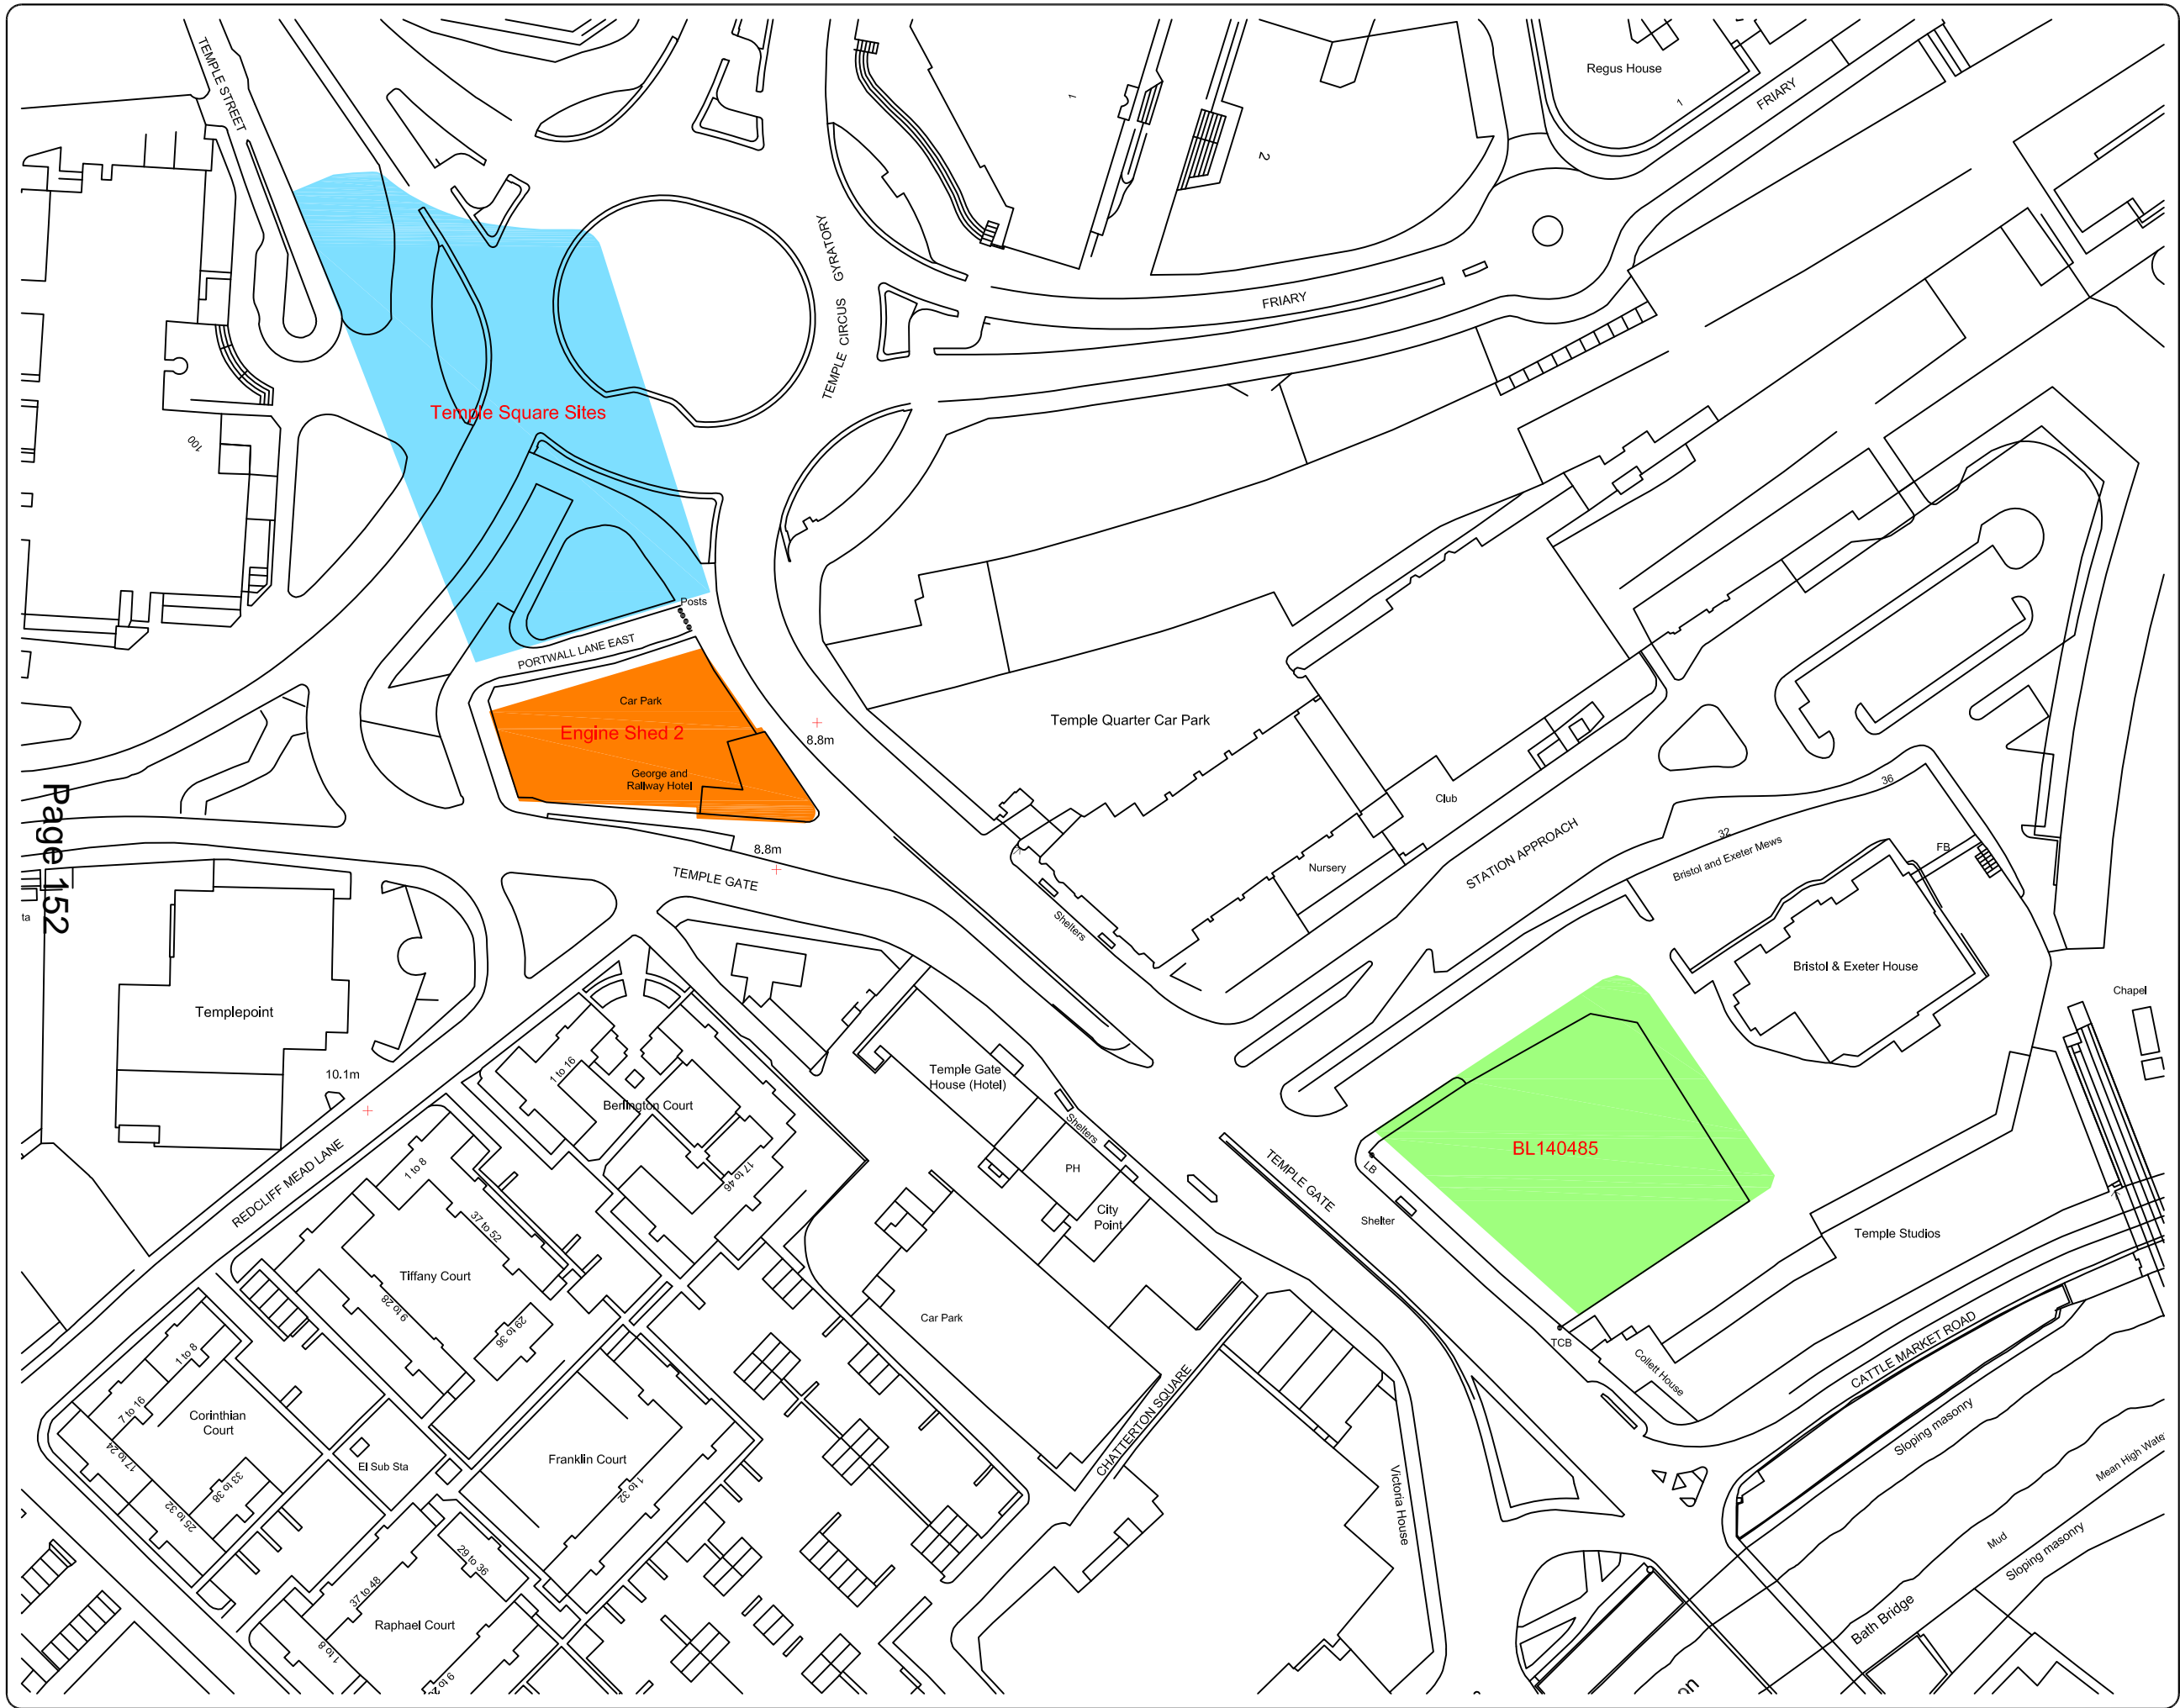 TEMPLE STREET
Regus House
1
FRIARY
1
2
TEMPLE CIRCUS GYRATORY
FRIARY
Temple Square Sites
100
Posts
PORTWALL LANE EAST
Car Park
Engine Shed 2
George and
Railway Hotel
8.8m
Temple Quarter Car Park
Page 152
8.8m
TEMPLE GATE
Club
Nursery
STATION APPROACH
36
32
Bristol and Exeter Mews
FB
ta
Shelters
Bristol & Exeter House
Templepoint
Chapel
10.1m
1 to 16
Berlington Court
17 to 46
Temple Gate
House (Hotel)
Shelters
PH
City
Point
BL140485
LB
TEMPLE GATE
Shelter
REDCLIFF MEAD LANE
1 to 8
37 to 52
Tiffany Court
9 to 28
29 to 36
Temple Studios
Car Park
TCB
Collett House
CATTLE MARKET ROAD
1 to 8
7 to 16
Corinthian
Court
17 to 24
33 to 38
25 to 32
El Sub Sta
Franklin Court
1 to 32
CHATTERTON SQUARE
Victoria House
Sloping masonry
Mean High Wate
Mud
Sloping masonry
Bath Bridge
29 to 36
37 to 48
Raphael Court
1 to 8
on